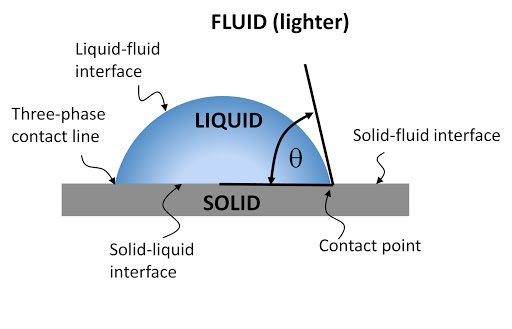 FLUID (lighter)
Liquid-fluid
interface
Three-phase
contact line
LIQUID
θ
Solid-fluid interface
SOLID
Solid-liquid
interface
Contact point